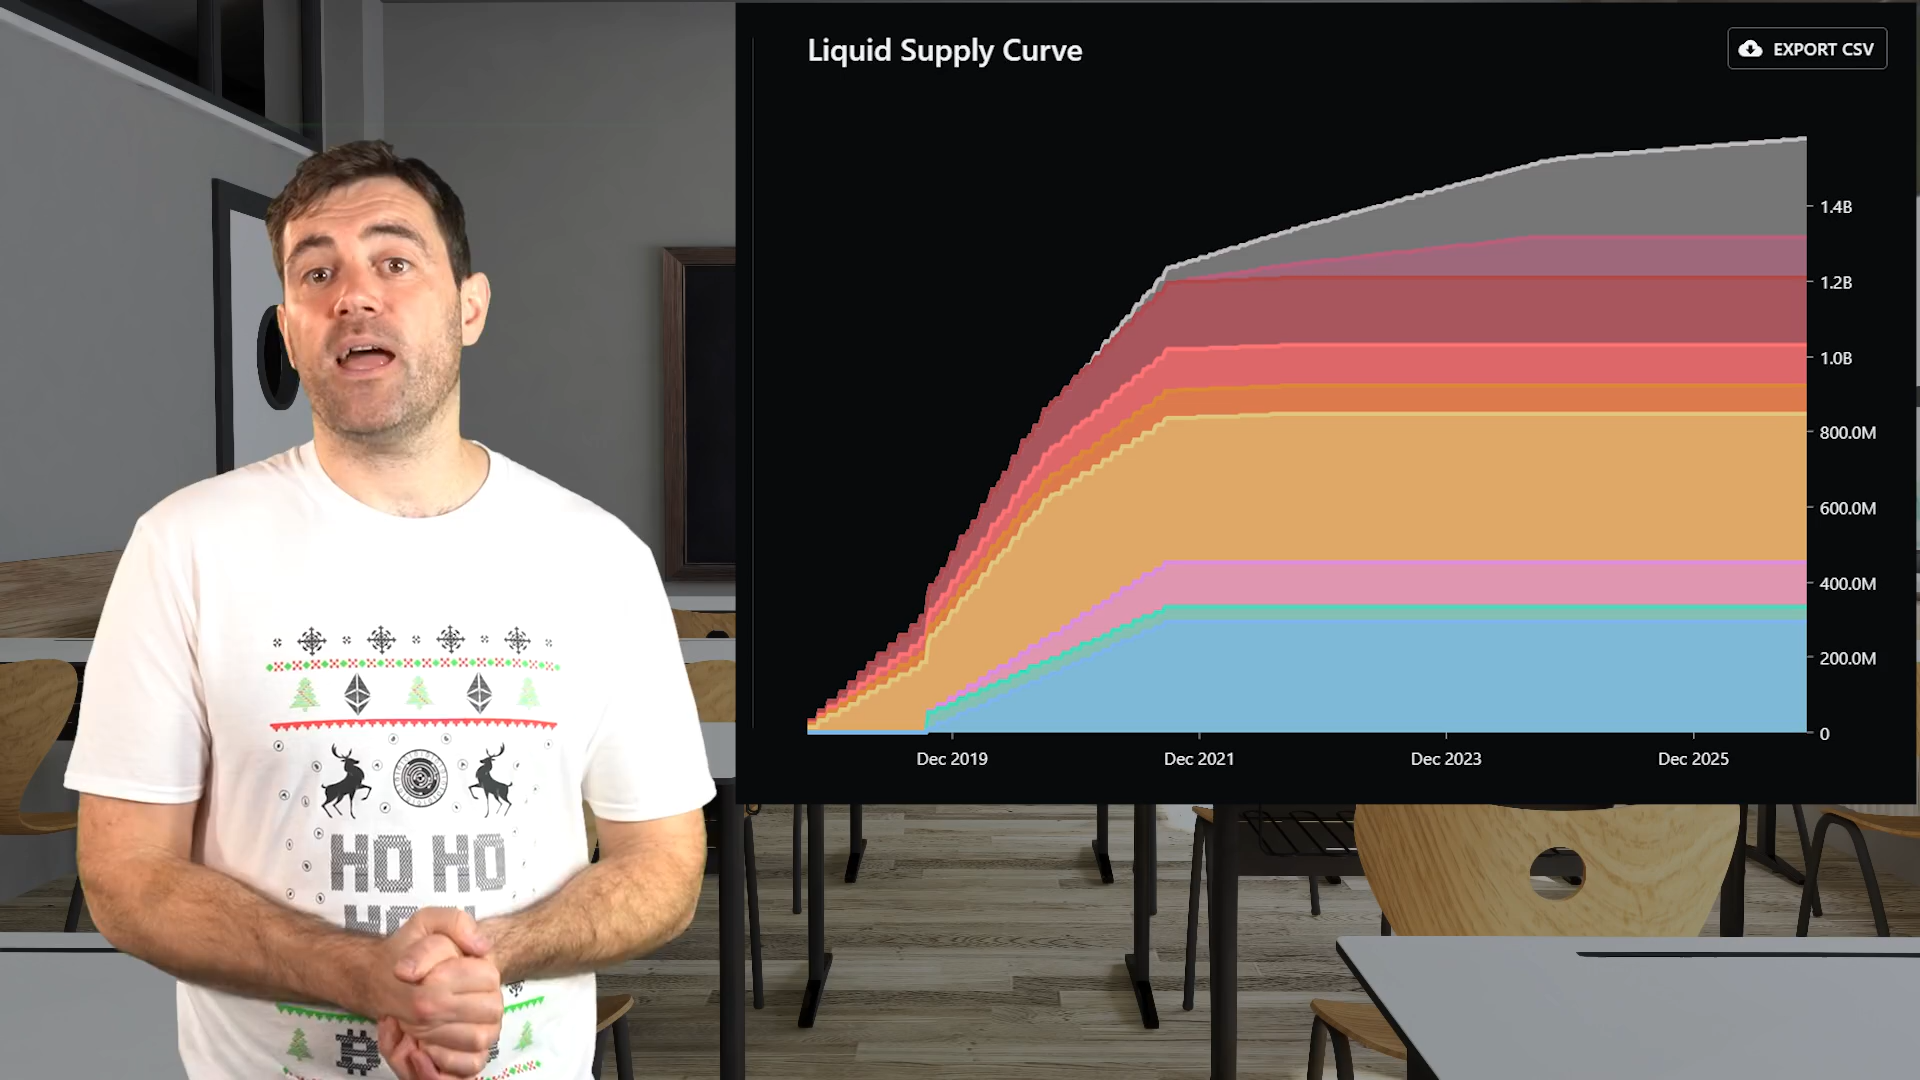 Liquid Supply Curve
EXPORT CSV
1.4B
1.2B
1.0B
800.0M
600.0M
400.0M
200.0M
0
Dec 2019
Dec 2021
Dec 2023
Dec 2025
HO HO